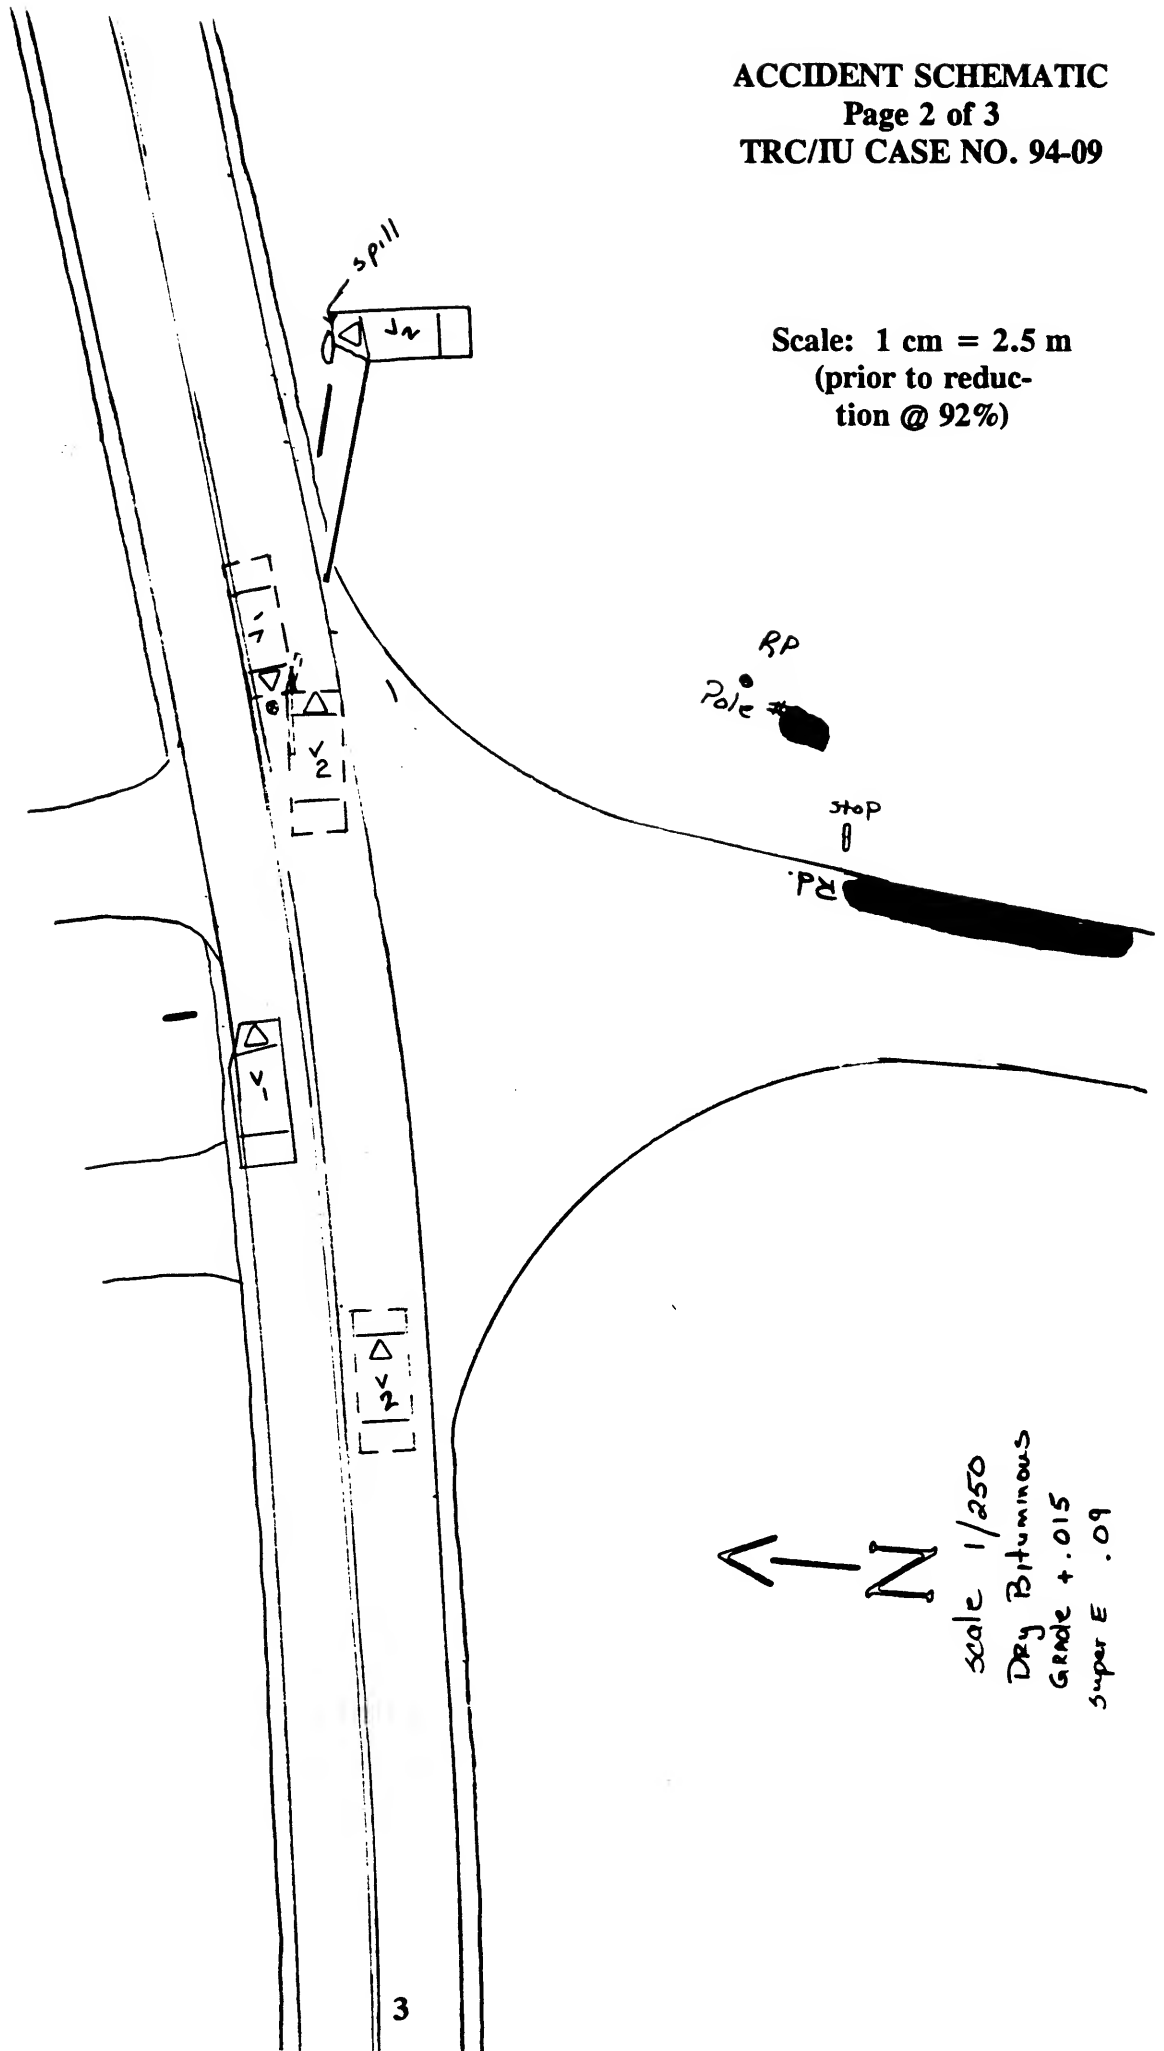 ACCIDENT SCHEMATIC
Page 2 of 3
TRC/IU CASE NO. 94-09
spill
V2
Scale: 1 cm = 2.5 m
(prior to reduc-
tion @ 92%)
V1
RP
Pole #
V2
stop
Rd.
V1
V2
N
scale 1/250
DRy Bituminous
GRADE +.015
super E .09
3